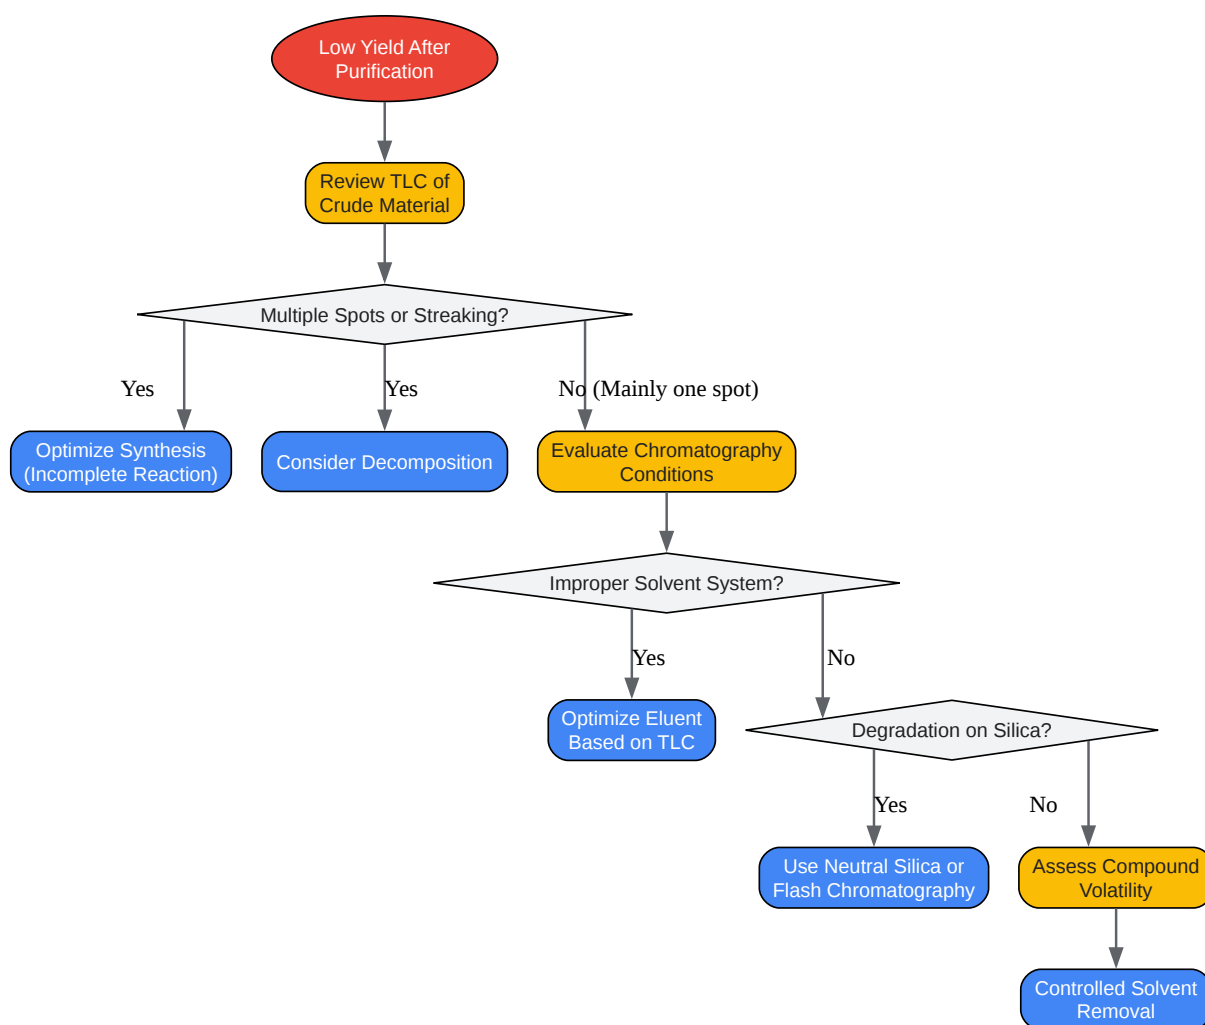 Low Yield After
Purification
Review TLC of
Crude Material
Multiple Spots or Streaking?
Yes
Yes
No (Mainly one spot)
Optimize Synthesis
(Incomplete Reaction)
Consider Decomposition
Evaluate Chromatography
Conditions
Improper Solvent System?
Yes
No
Optimize Eluent
Based on TLC
Degradation on Silica?
Yes
No
Use Neutral Silica or
Flash Chromatography
Assess Compound
Volatility
Controlled Solvent
Removal